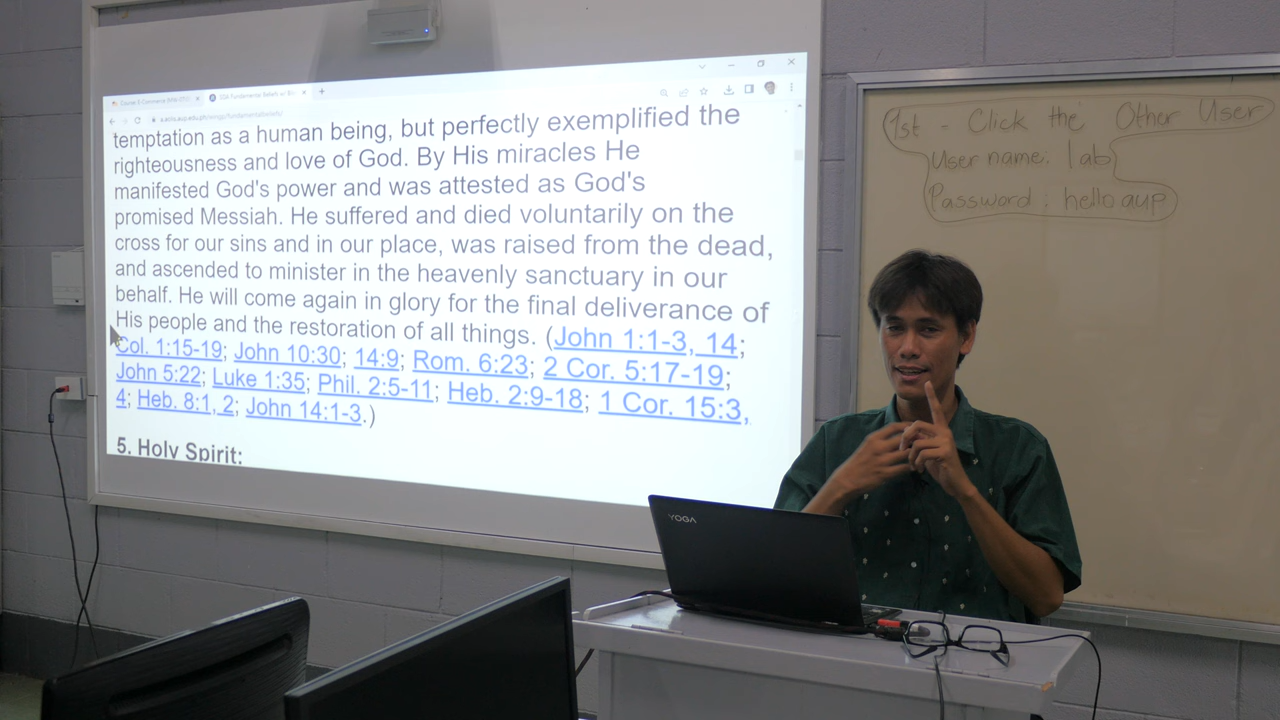 SDA Fundamental Beliefs w/
temptation as a human being, but perfectly exemplified the
righteousness and love of God. By His miracles He
manifested God's power and was attested as God's
promised Messiah. He suffered and died voluntarily on the
cross for our sins and in our place, was raised from the dead,
and ascended to minister in the heavenly sanctuary in our
behalf. He will come again in glory for the final deliverance of
His people and the restoration of all things. (John 1:1-3, 14;
Col. 1:15-19; John 10:30; 14:9; Rom. 6:23; 2 Cor. 5:17-19;
John 5:22; Luke 1:35; Phil. 2:5-11; Heb. 2:9-18; 1 Cor. 15:3,
4; Heb. 8:1, 2; John 14:1-3.)
5. Holy Spirit:
1st - Click the Other User
User name: lab
Password : hello aup
YOGA